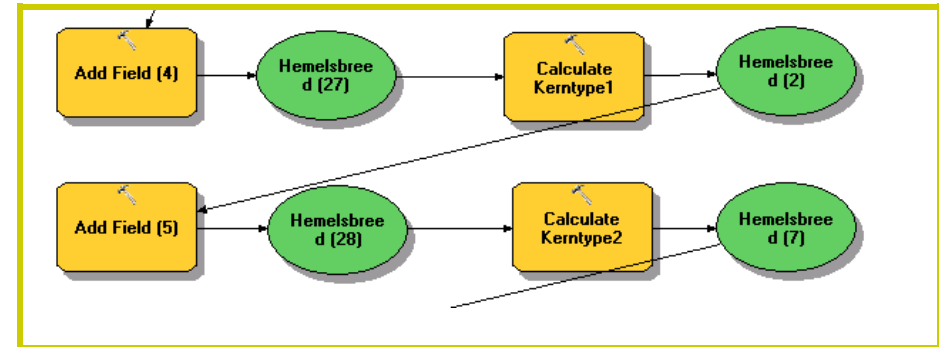 Add Field (4)
Hemelsbree
d (27)
Calculate
Kerntype1
Hemelsbree
d (2)
Add Field (5)
Hemelsbree
d (28)
Calculate
Kerntype2
Hemelsbree
d (7)